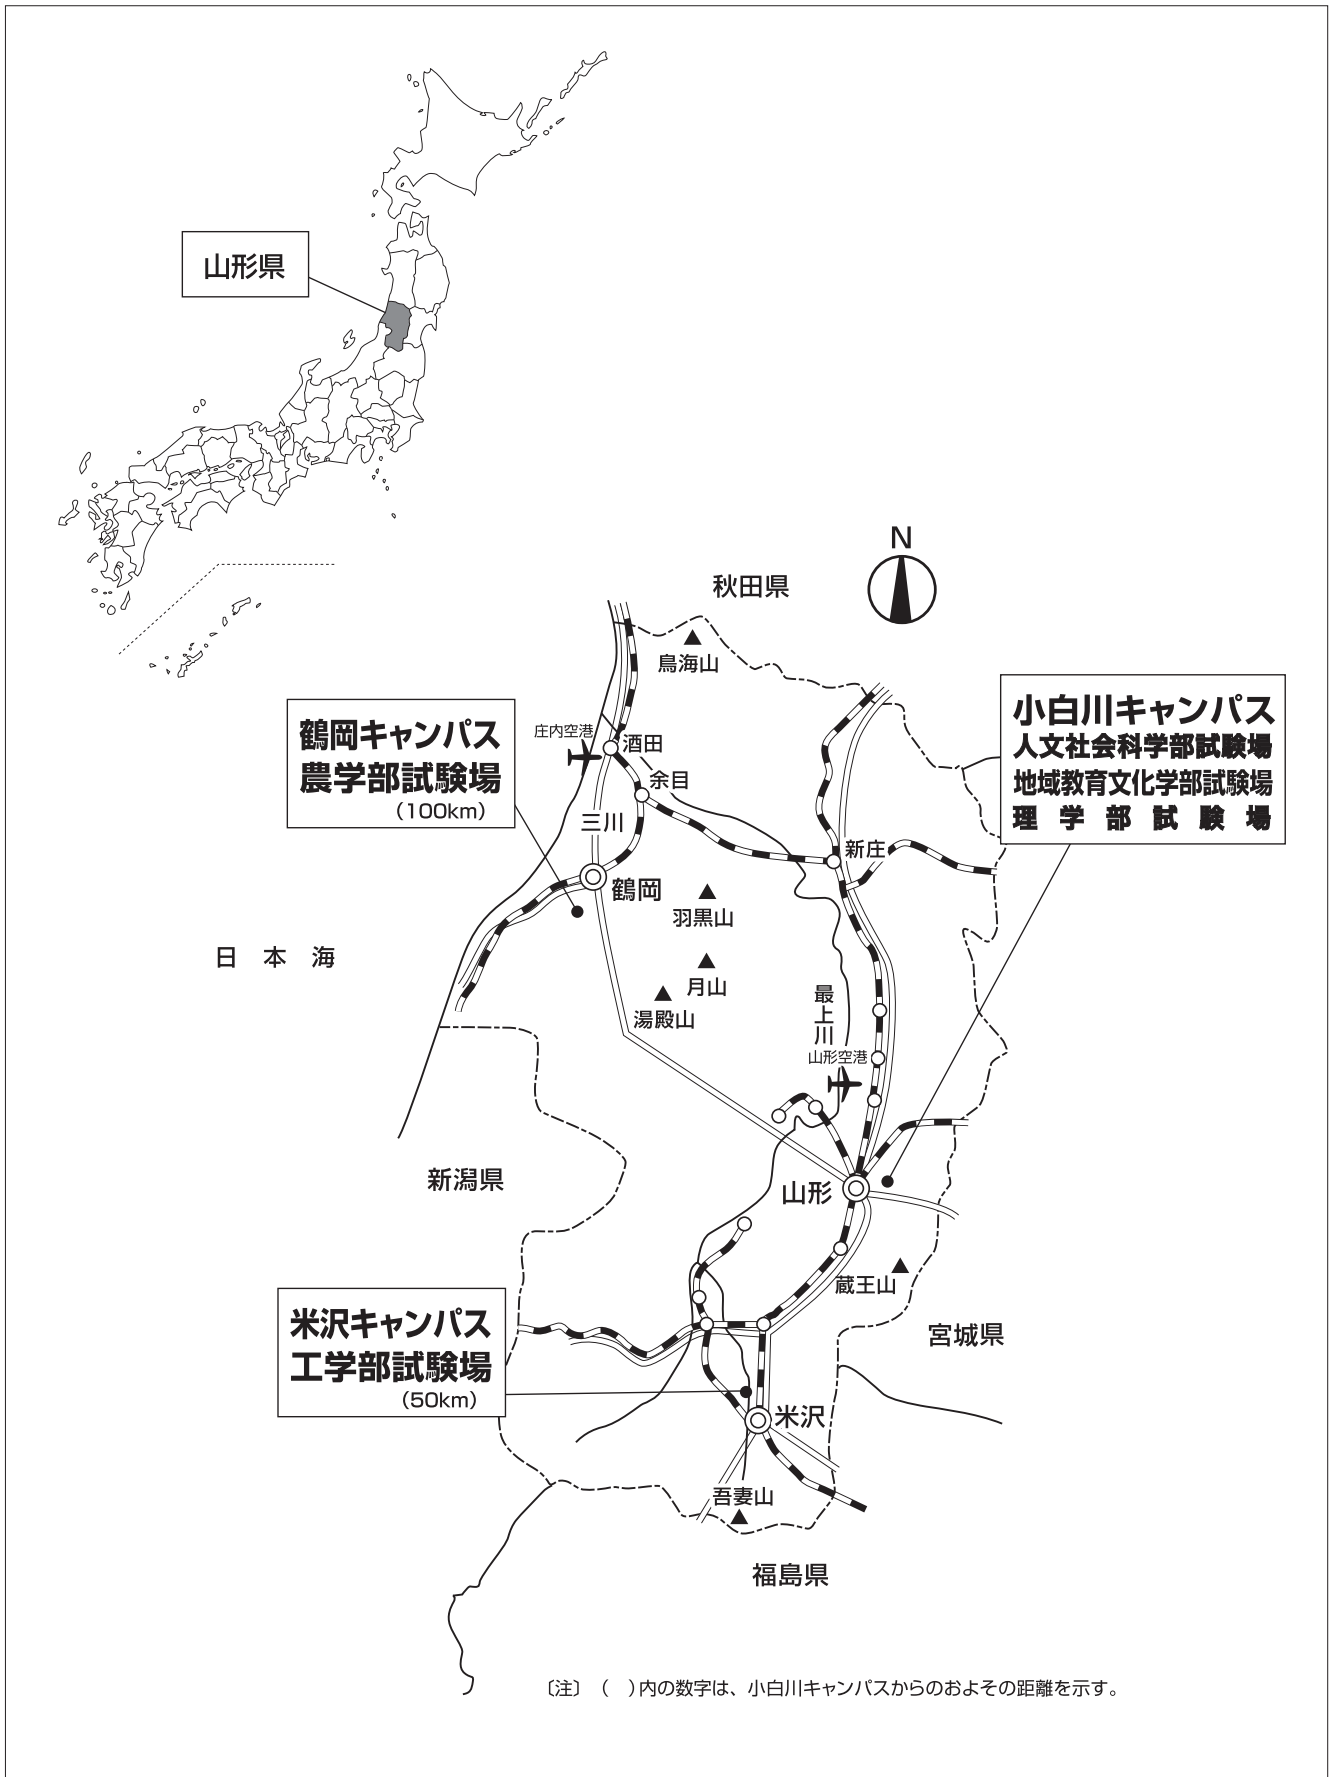 山形県
N
秋田県
鳥海山
鶴岡キャンパス
農学部試験場
（100km）
庄内空港
酒田
余目
三川
新庄
小白川キャンパス
人文社会科学部試験場
地域教育文化学部試験場
理学部試験場
鶴岡
羽黒山
日本海
月山
湯殿山
最上川
山形空港
新潟県
山形
蔵王山
米沢キャンパス
工学部試験場
（50km）
宮城県
米沢
吾妻山
福島県
〔注〕（　）内の数字は、小白川キャンパスからのおよその距離を示す。